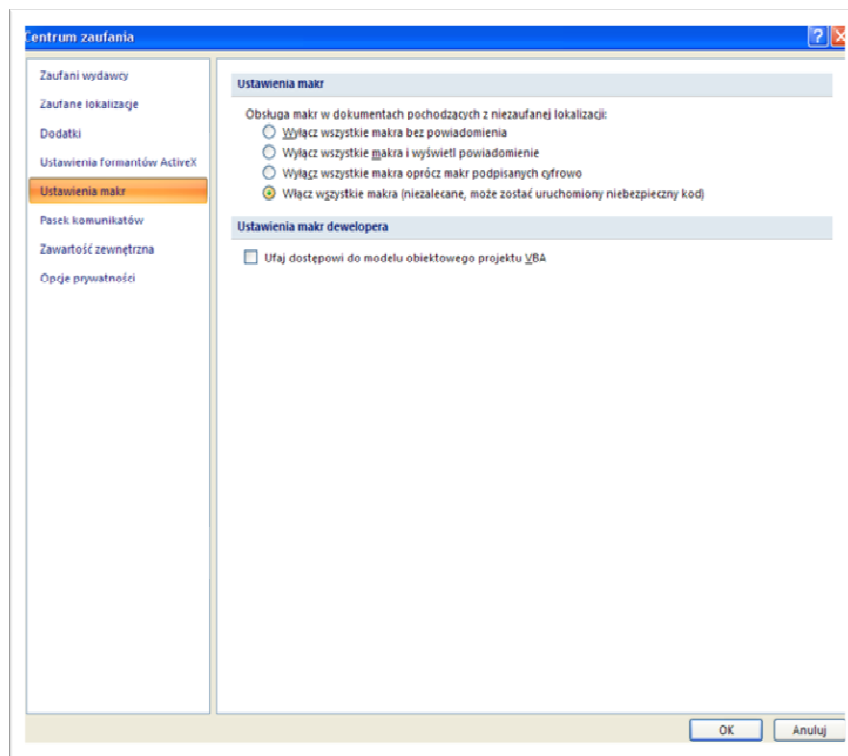 Centrum zaufania
Zaufani wydawcy
Zaufane lokalizacje
Dodatki
Ustawienia formantów ActiveX
Ustawienia makr
Pasek komunikatów
Zawartość zewnętrzna
Opcje prywatności
Ustawienia makr
Obsługa makr w dokumentach pochodzących z niezaufanej lokalizacji:
Wyłącz wszystkie makra bez powiadomienia
Wyłącz wszystkie makra i wyświetl powiadomienie
Wyłącz wszystkie makra oprócz makr podpisanych cyfrowo
Włącz wszystkie makra (niezalecane, może zostać uruchomiony niebezpieczny kod)
Ustawienia makr dewelopera
Ufaj dostępowi do modelu obiektowego projektu VBA
OK
Anuluj